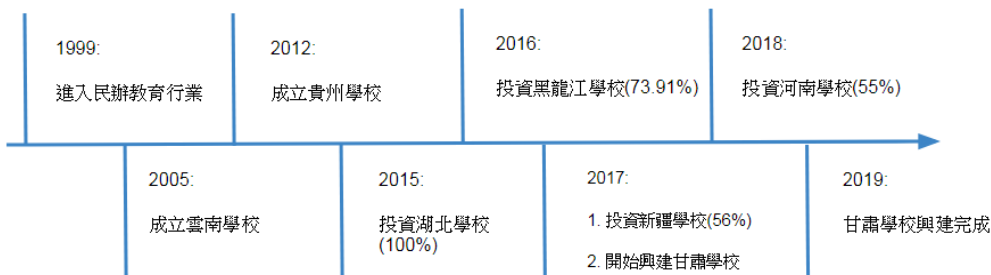 1999:
進入民辦教育行業
2005:
成立雲南學校
2012:
成立貴州學校
2015:
投資湖北學校
(100%)
2016:
投資黑龍江學校(73.91%)
2017:
1. 投資新疆學校(56%)
2. 開始興建甘肅學校
2018:
投資河南學校(55%)
2019:
甘肅學校興建完成